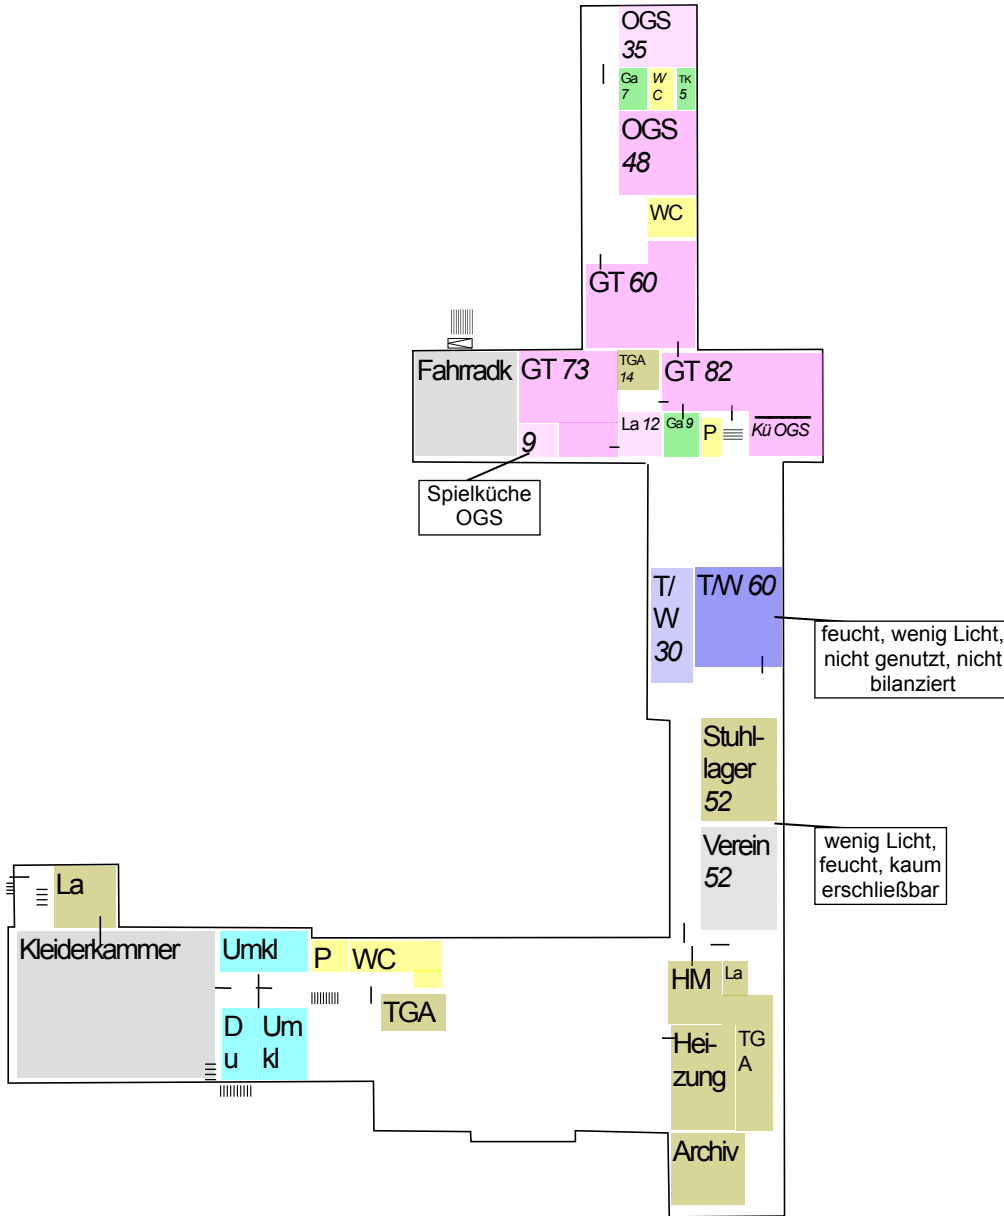 OGS
35
Ga
7
W
C
TK
5
OGS
48
WC
GT 60
Fahrradk
GT 73
TGA
14
GT 82
9
La 12
Ga 9
P
Kü OGS
Spielküche
OGS
T/
W
30
T/W 60
feucht, wenig Licht,
nicht genutzt, nicht
bilanziert
Stuhl-
lager
52
Verein
52
wenig Licht,
feucht, kaum
erschließbar
La
Kleiderkammer
Umkl
P
WC
TGA
D
u
Um
kl
HM
La
Hei-
zung
TG
A
Archiv